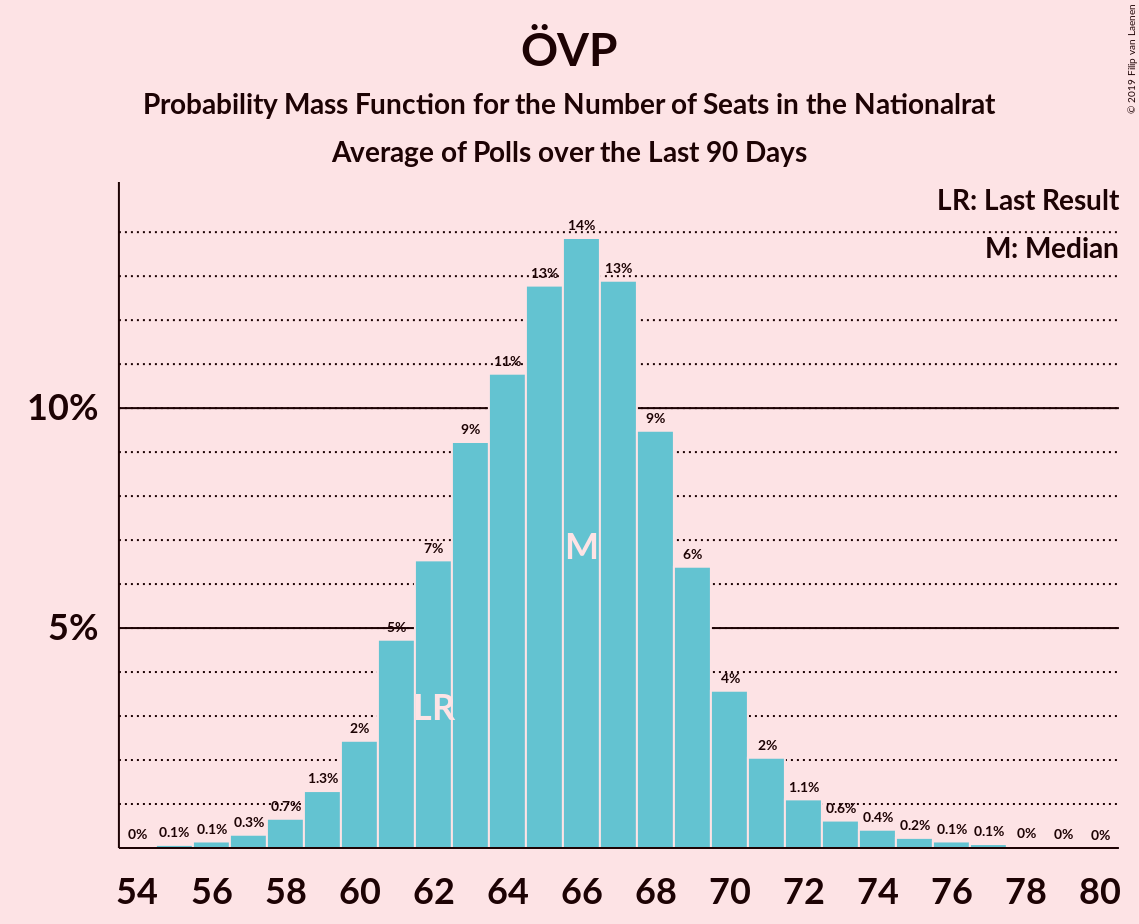 ÖVP
Probability Mass Function for the Number of Seats in the Nationalrat
Average of Polls over the Last 90 Days
© 2019 Filip van Laenen
LR: Last Result
M: Median
10%
5%
0% 0.1% 0.1% 0.3% 0.7% 1.3% 2% 5% 7% 9% 11% 13% 14% 13% 9% 6% 4% 2% 1.1% 0.6% 0.4% 0.2% 0.1% 0.1% 0% 0% 0%
M
LR
54 56 58 60 62 64 66 68 70 72 74 76 78 80